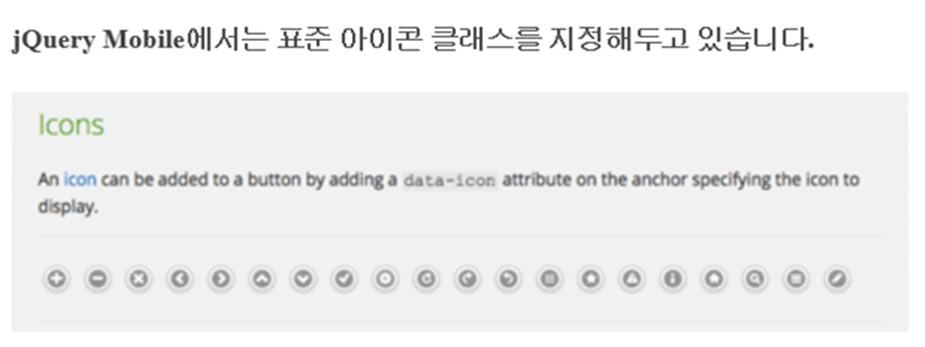 jQuery Mobile에서는 표준 아이콘 클래스를 지정해두고 있습니다.
Icons
An icon can be added to a button by adding a data-icon attribute on the anchor specifying the icon to
display.